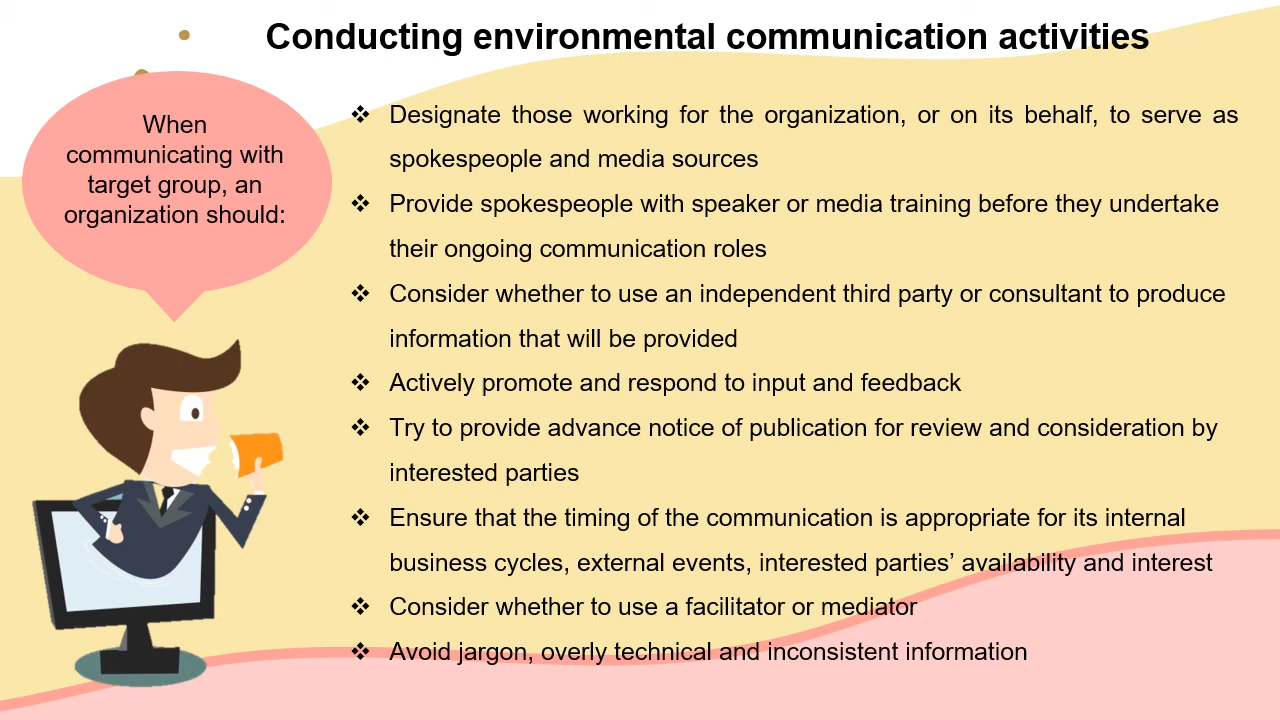 Conducting environmental communication activities
When
communicating with
target group, an
organization should:
❖ Designate those working for the organization, or on its behalf, to serve as
spokespeople and media sources
❖ Provide spokespeople with speaker or media training before they undertake
their ongoing communication roles
❖ Consider whether to use an independent third party or consultant to produce
information that will be provided
❖ Actively promote and respond to input and feedback
❖ Try to provide advance notice of publication for review and consideration by
interested parties
❖ Ensure that the timing of the communication is appropriate for its internal
business cycles, external events, interested parties’ availability and interest
❖ Consider whether to use a facilitator or mediator
❖ Avoid jargon, overly technical and inconsistent information